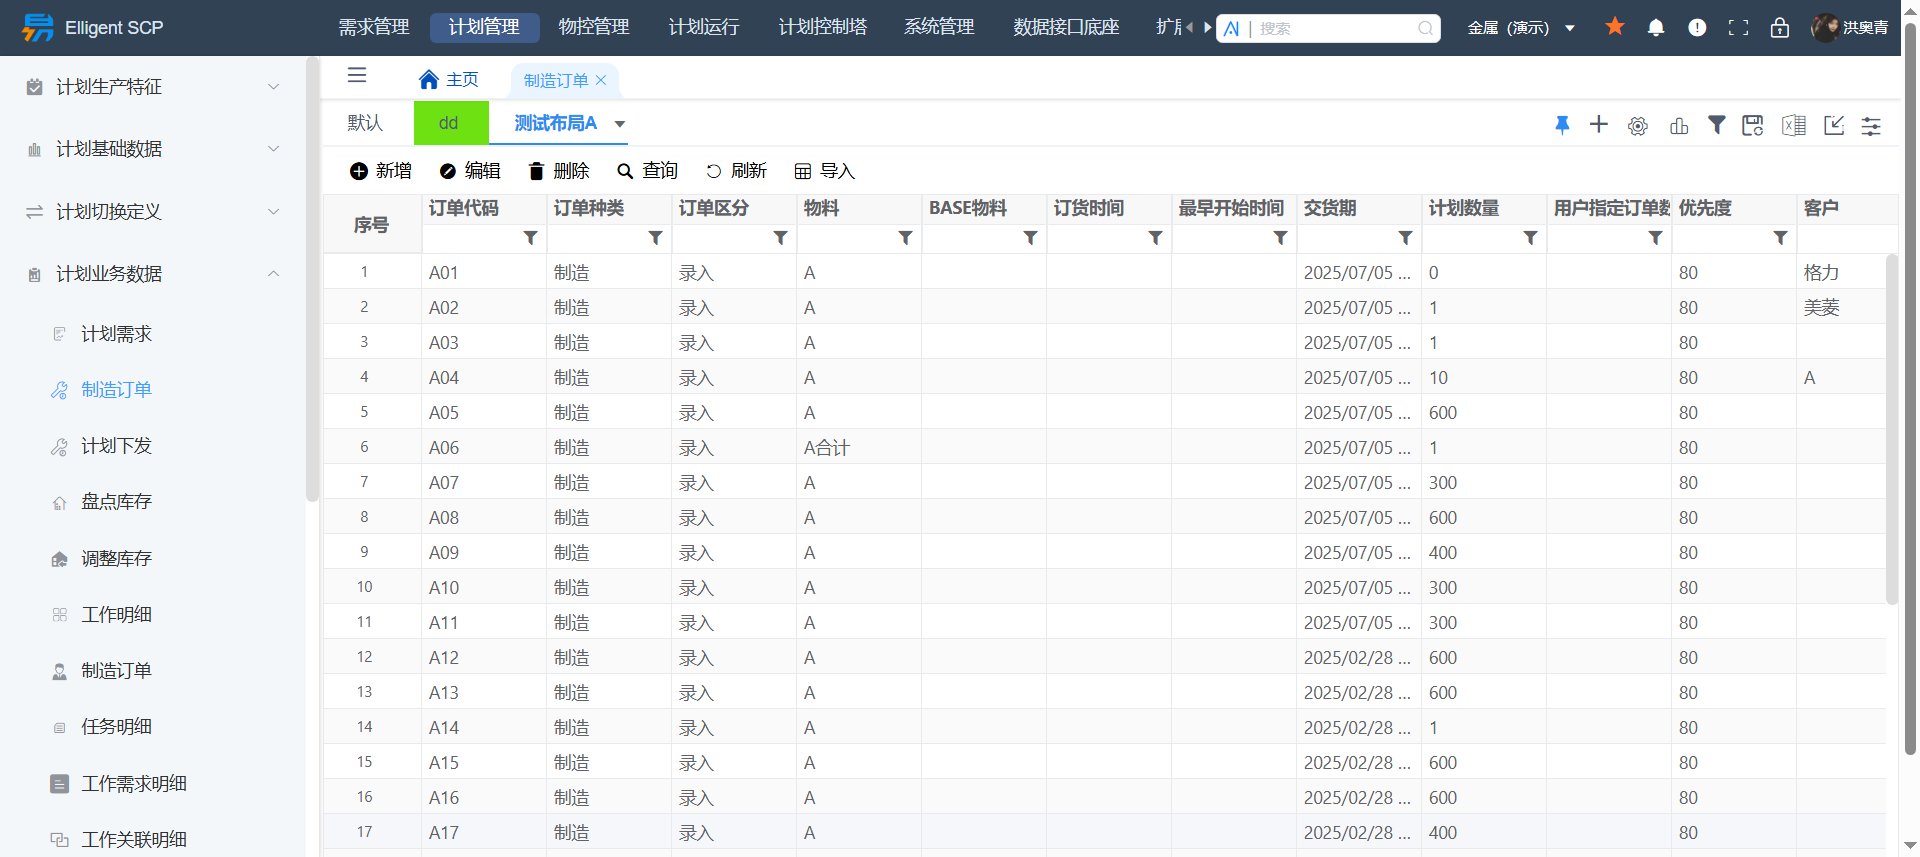 Elligent SCP
需求管理 计划管理 物控管理 计划运行 计划控制塔 系统管理 数据接口底座
搜索
金属 (演示)
洪奥青
计划生产特征
计划基础数据
计划切换定义
计划业务数据
计划需求
制造订单
计划下发
盘点库存
调整库存
工作明细
制造订单
任务明细
工作需求明细
工作关联明细
主页 制造订单
默认 dd 测试布局A
新增 编辑 删除 查询 刷新 导入
序号 订单代码 订单种类 订单区分 物料 BASE物料 订货时间 最早开始时间 交货期 计划数量 用户指定订单数 优先度 客户
1 A01 制造 录入 A 2025/07/05 ... 0 80 格力
2 A02 制造 录入 A 2025/07/05 ... 1 80 美菱
3 A03 制造 录入 A 2025/07/05 ... 1 80
4 A04 制造 录入 A 2025/07/05 ... 10 80 A
5 A05 制造 录入 A 2025/07/05 ... 600 80
6 A06 制造 录入 A合计 2025/07/05 ... 1 80
7 A07 制造 录入 A 2025/07/05 ... 300 80
8 A08 制造 录入 A 2025/07/05 ... 600 80
9 A09 制造 录入 A 2025/07/05 ... 400 80
10 A10 制造 录入 A 2025/07/05 ... 300 80
11 A11 制造 录入 A 2025/07/05 ... 300 80
12 A12 制造 录入 A 2025/02/28 ... 600 80
13 A13 制造 录入 A 2025/02/28 ... 600 80
14 A14 制造 录入 A 2025/02/28 ... 1 80
15 A15 制造 录入 A 2025/02/28 ... 600 80
16 A16 制造 录入 A 2025/02/28 ... 600 80
17 A17 制造 录入 A 2025/02/28 ... 400 80